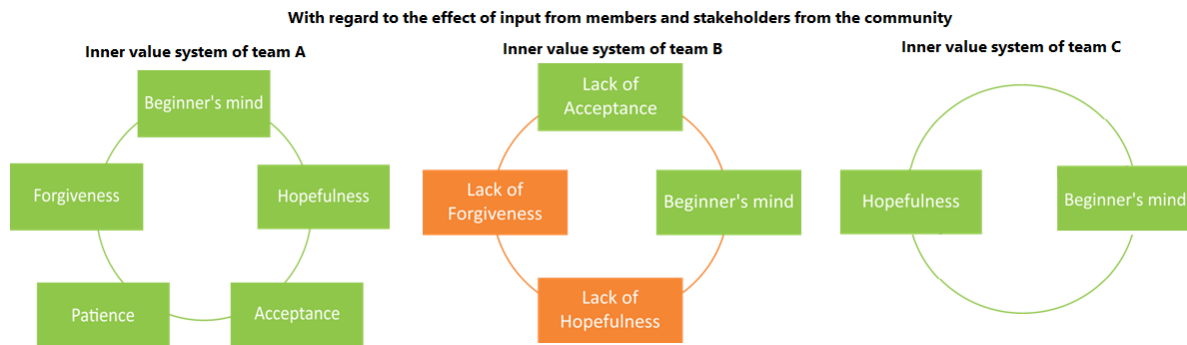 With regard to the effect of input from members and stakeholders from the community
Inner value system of team A
Beginner's mind
Forgiveness
Hopefulness
Patience
Acceptance
Inner value system of team B
Lack of
Acceptance
Lack of
Forgiveness
Beginner's mind
Lack of
Hopefulness
Inner value system of team C
Hopefulness
Beginner's mind